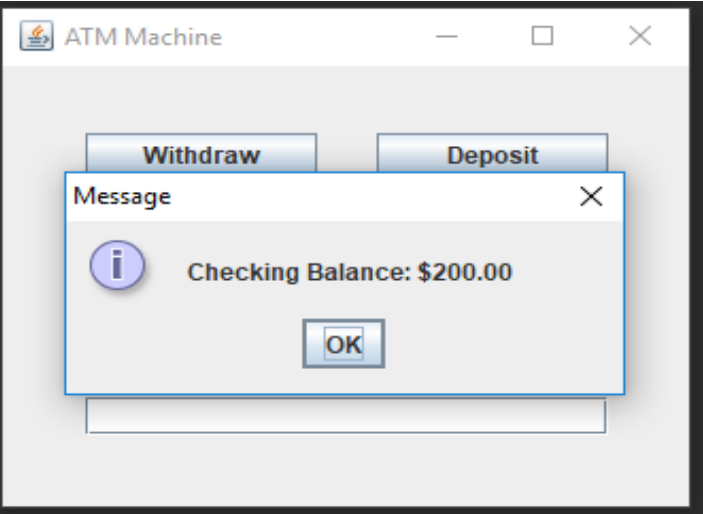 ATM Machine
Withdraw Deposit
Message
i
Checking Balance: $200.00
OK